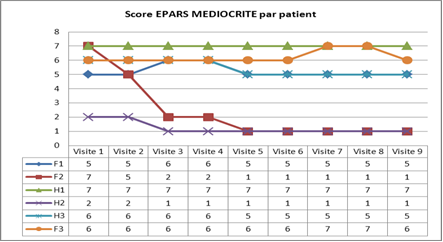 Score EPARS MEDIOCRITE par patient
8
7
6
5
4
3
2
1
0
Visite 1 Visite 2 Visite 3 Visite 4 Visite 5 Visite 6 Visite 7 Visite 8 Visite 9
F1 5 5 6 6 5 5 5 5 5
F2 7 5 2 2 1 1 1 1 1
H1 7 7 7 7 7 7 7 7 7
H2 2 2 1 1 1 1 1 1 1
H3 6 6 6 6 5 5 5 5 5
F3 6 6 6 6 6 6 7 7 6